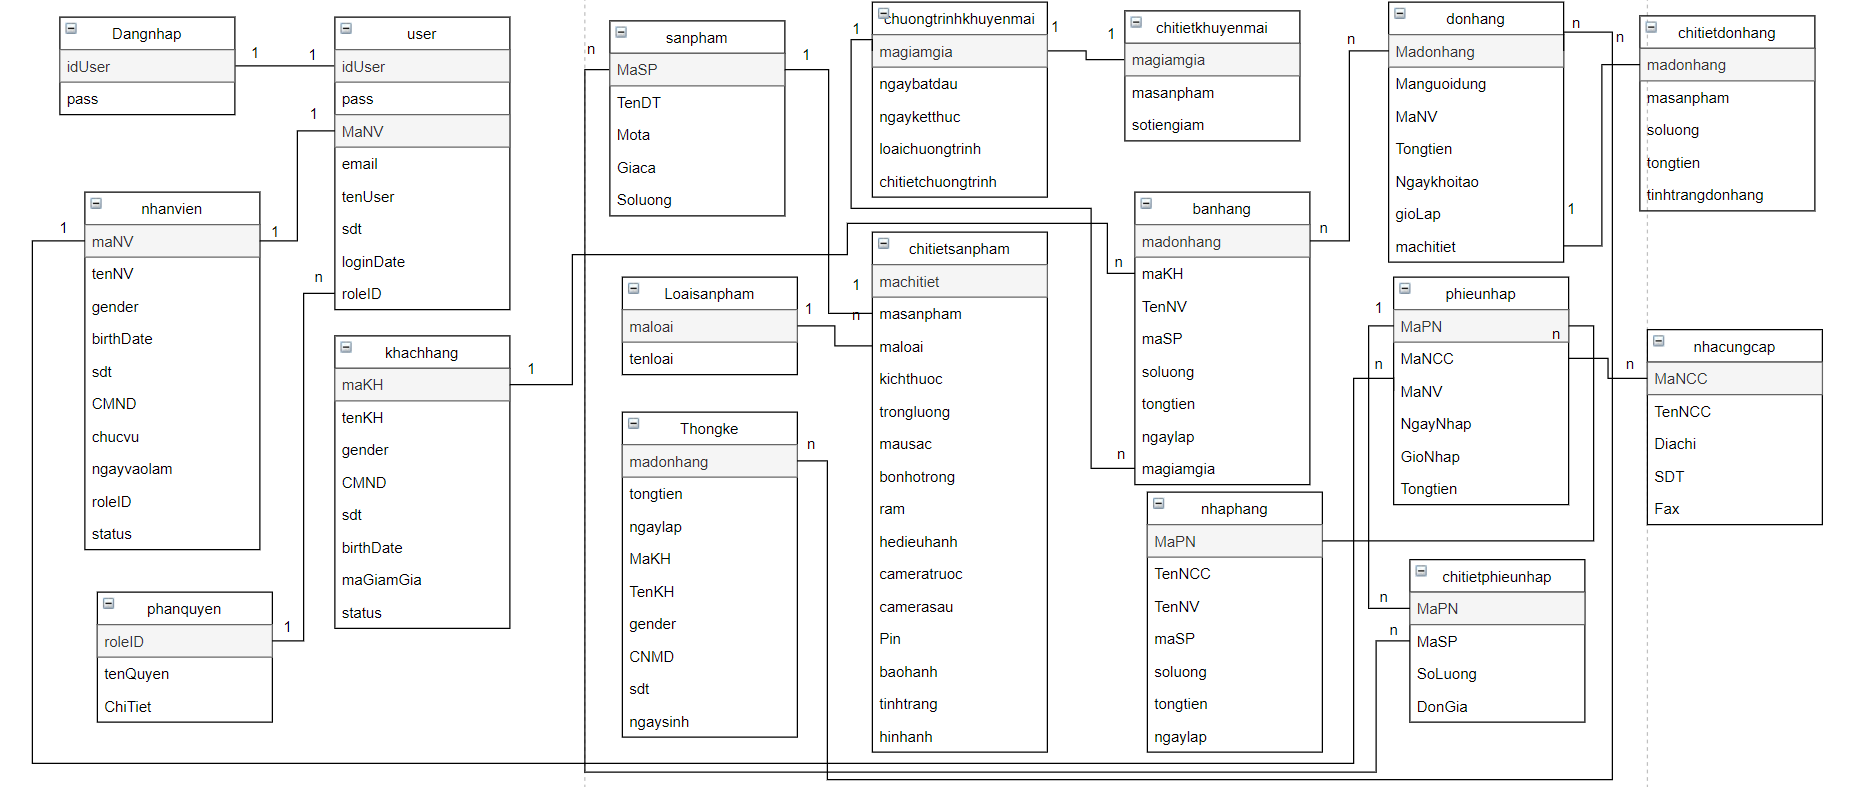 Dangnhap
idUser
pass
1
1
user
idUser
pass
MaNV
email
tenUser
sdt
loginDate
roleID
1
n
nhanvien
maNV
tenNV
gender
birthDate
sdt
CMND
chucvu
ngayvaolam
roleID
status
1
1
khachhang
maKH
tenKH
gender
CMND
sdt
birthDate
maGiamGia
status
1
phanquyen
roleID
tenQuyen
ChiTiet
1
sanpham
MaSP
TenDT
Mota
Giaca
Soluong
n
1
Loaisanpham
maloai
tenloai
1
Thongke
madonhang
tongtien
ngaylap
MaKH
TenKH
gender
CNMD
sdt
ngaysinh
n
chuongtrinhkhuyenmai
magiamgia
ngaybatdau
ngayketthuc
loaichuongtrinh
chitietchuongtrinh
1
1
chitietsanpham
machitiet
masanpham
maloai
kichthuoc
trongluong
mausac
bonhotrong
ram
hedieuhanh
cameratruoc
camerasau
Pin
baohanh
tinhtrang
hinhanh
1
n
chitietkhuyenmai
magiamgia
masanpham
sotiengiam
1
banhang
madonhang
maKH
TenNV
maSP
soluong
tongtien
ngaylap
magiamgia
n
n
n
nhaphang
MaPN
TenNCC
TenNV
maSP
soluong
tongtien
ngaylap
donhang
Madonhang
Manguoidung
MaNV
Tongtien
Ngaykhoitao
gioLap
machitiet
n
n
1
phieunhap
MaPN
MaNCC
MaNV
NgayNhap
GioNhap
Tongtien
1
n
n
chitietphieunhap
MaPN
MaSP
SoLuong
DonGia
n
n
chitietdonhang
madonhang
masanpham
soluong
tongtien
tinhtrangdonhang
n
nhacungcap
MaNCC
TenNCC
Diachi
SDT
Fax
n